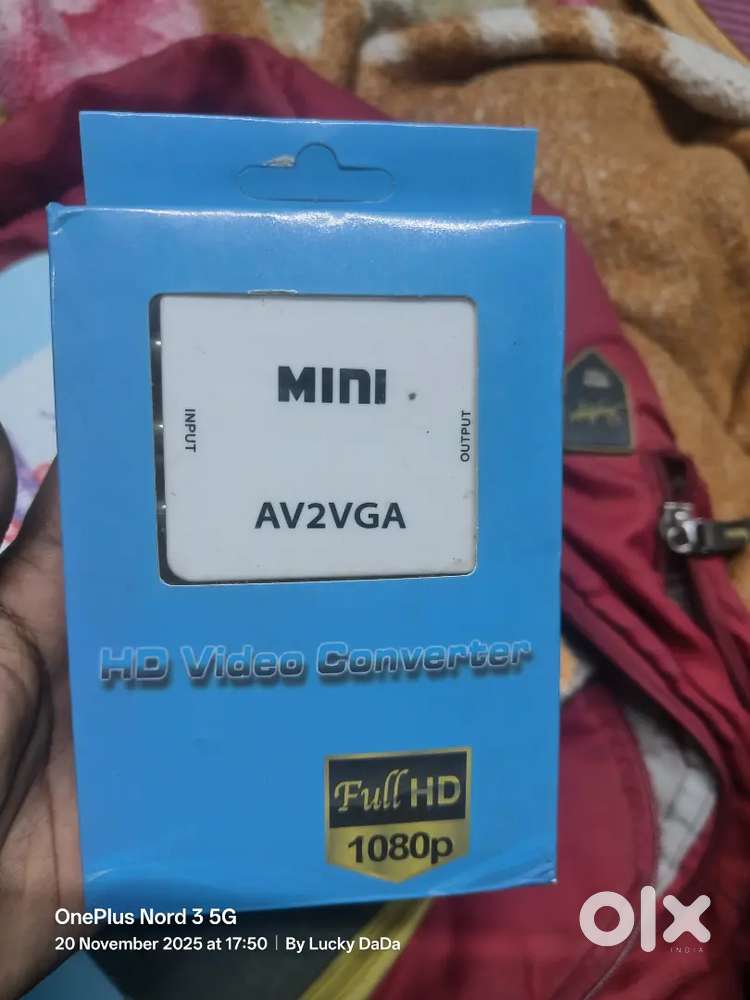 MINI
INPUT
OUTPUT
AV2VGA
HD Video Converter
Full HD
1080p
OnePlus Nord 3 5G
20 November 2025 at 17:50 | By Lucky DaDa
olx
INDIA